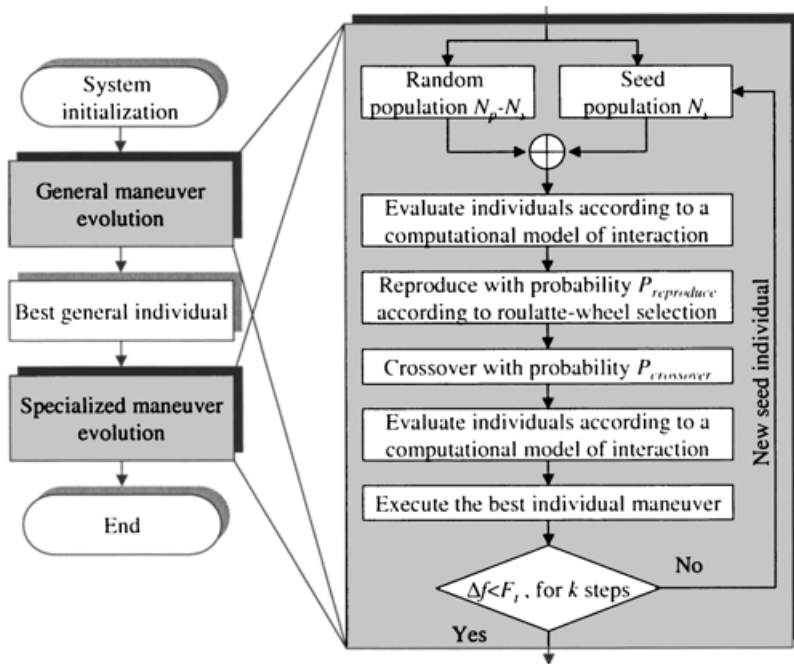 System
initialization
General maneuver
evolution
Best general individual
Specialized maneuver
evolution
End
Random
population Np-Ns
Seed
population Ns
Evaluate individuals according to a
computational model of interaction
Reproduce with probability Preproduce
according to roulatte-wheel selection
Crossover with probability Pcrossover
Evaluate individuals according to a
computational model of interaction
Execute the best individual maneuver
Δf<Ft , for k steps
No
Yes
New seed individual